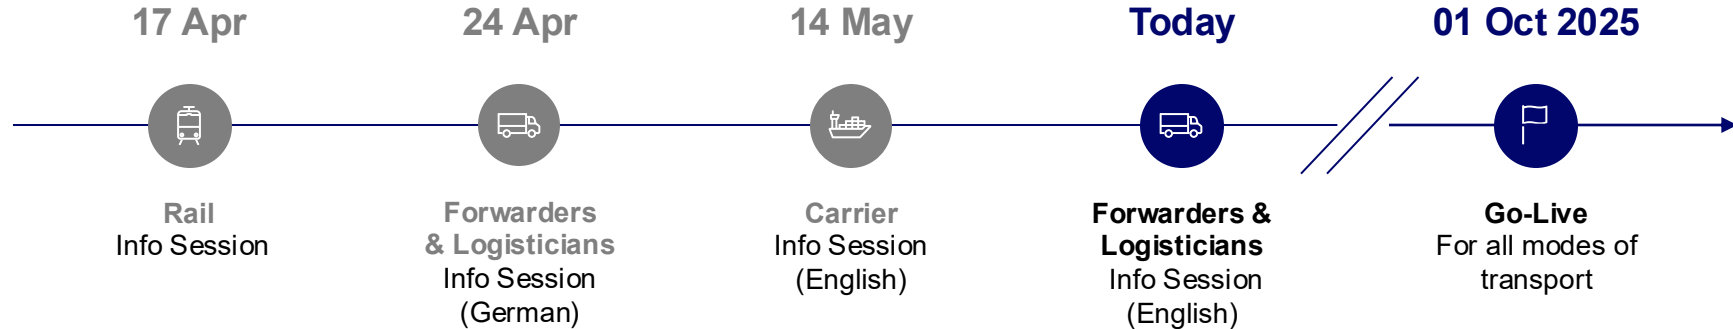 17 Apr
24 Apr
14 May
Today
01 Oct 2025
Rail
Info Session
Forwarders
& Logisticians
Info Session
(German)
Carrier
Info Session
(English)
Forwarders &
Logisticians
Info Session
(English)
Go-Live
For all modes of
transport